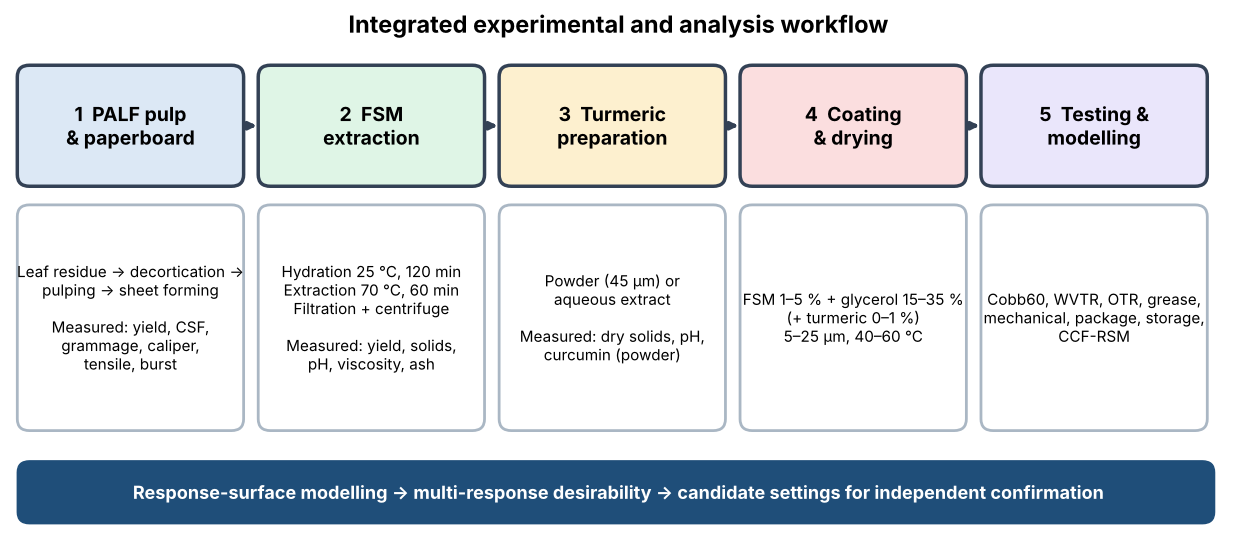 Integrated experimental and analysis workflow
1 PALF pulp
& paperboard
2 FSM
extraction
3 Turmeric
preparation
4 Coating
& drying
5 Testing &
modelling
Leaf residue → decortication →
pulping → sheet forming
Measured: yield, CSF,
grammage, caliper,
tensile, burst
Hydration 25 °C, 120 min
Extraction 70 °C, 60 min
Filtration + centrifuge
Measured: yield, solids,
pH, viscosity, ash
Powder (45 µm) or
aqueous extract
Measured: dry solids, pH,
curcumin (powder)
FSM 1–5 % + glycerol 15–35 %
(+ turmeric 0–1 %)
5–25 µm, 40–60 °C
Cobb60, WVTR, OTR, grease,
mechanical, package, storage,
CCF-RSM
Response-surface modelling → multi-response desirability → candidate settings for independent confirmation